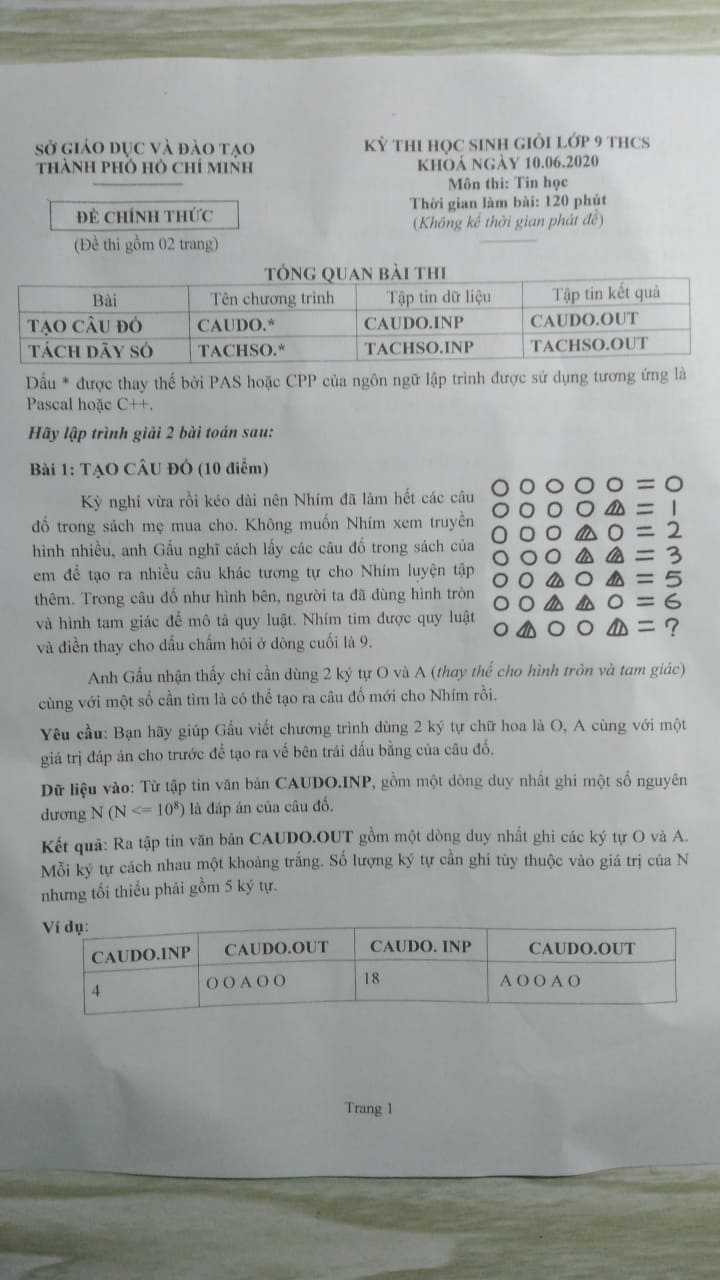 SỞ GIÁO DỤC VÀ ĐÀO TẠO
THÀNH PHỐ HỒ CHÍ MINH
ĐỀ CHÍNH THỨC
(Đề thi gồm 02 trang)
KỲ THI HỌC SINH GIỎI LỚP 9 THCS
KHOÁ NGÀY 10.06.2020
Môn thi: Tin học
Thời gian làm bài: 120 phút
(Không kể thời gian phát đề)
TỔNG QUAN BÀI THI
Bài Tên chương trình Tập tin dữ liệu Tập tin kết quả
TẠO CÂU ĐỐ CAUDO.* CAUDO.INP CAUDO.OUT
TÁCH DÃY SỐ TACHSO.* TACHSO.INP TACHSO.OUT
Dấu * được thay thế bởi PAS hoặc CPP của ngôn ngữ lập trình được sử dụng tương ứng là
Pascal hoặc C++.
Hãy lập trình giải 2 bài toán sau:
Bài 1: TẠO CÂU ĐỐ (10 điểm)
Kỳ nghỉ vừa rồi kéo dài nên Nhím đã làm hết các câu
đố trong sách mẹ mua cho. Không muốn Nhím xem truyền
hình nhiều, anh Gấu nghĩ cách lấy các câu đố trong sách của
em để tạo ra nhiều câu khác tương tự cho Nhím luyện tập
thêm. Trong câu đố như hình bên, người ta đã dùng hình tròn
và hình tam giác để mô tả quy luật. Nhím tìm được quy luật
và điền thay cho dấu chấm hỏi ở dòng cuối là 9.
= 0
= 1
= 2
= 3
= 5
= 6
= ?
Anh Gấu nhận thấy chỉ cần dùng 2 ký tự O và A (thay thế cho hình tròn và tam giác)
cùng với một số cần tìm là có thể tạo ra câu đố mới cho Nhím rồi.
Yêu cầu: Bạn hãy giúp Gấu viết chương trình dùng 2 ký tự chữ hoa là O, A cùng với một
giá trị đáp án cho trước để tạo ra vế bên trái dấu bằng của câu đố.
Dữ liệu vào: Từ tập tin văn bản CAUDO.INP, gồm một dòng duy nhất ghi một số nguyên
dương N (N <= 10⁸) là đáp án của câu đố.
Kết quả: Ra tập tin văn bản CAUDO.OUT gồm một dòng duy nhất ghi các ký tự O và A.
Mỗi ký tự cách nhau một khoảng trắng. Số lượng ký tự cần ghi tùy thuộc vào giá trị của N
nhưng tối thiểu phải gồm 5 ký tự.
Ví dụ:
CAUDO.INP CAUDO.OUT CAUDO. INP CAUDO.OUT
4 O O A O O 18 A O O A O
Trang 1